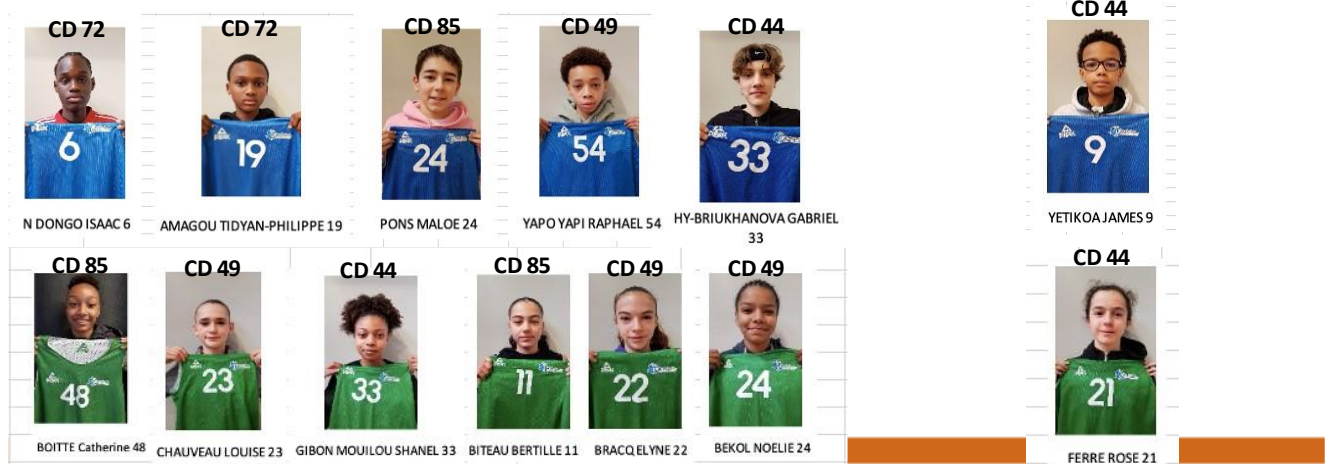 CD 72 CD 72 CD 85 CD 49 CD 44 CD 44
6 19 24 54 33 9
N DONGO ISAAC 6 AMAGOU TIDYAN-PHILIPPE 19 PONS MALOE 24 YAPO YAPI RAPHAEL 54 HY-BRIUKHANOVA GABRIEL YETIKOA JAMES 9
33
CD 85 CD 49 CD 44 CD 85 CD 49 CD 49 CD 44
48 23 33 11 22 24 21
BOITTE Catherine 48 CHAUVEAU LOUISE 23 GIBON MOUILOU SHANEL 33 BITEAU BERTILLE 11 BRACQ ELYNE 22 BEKOL NOELIE 24 FERRE ROSE 21